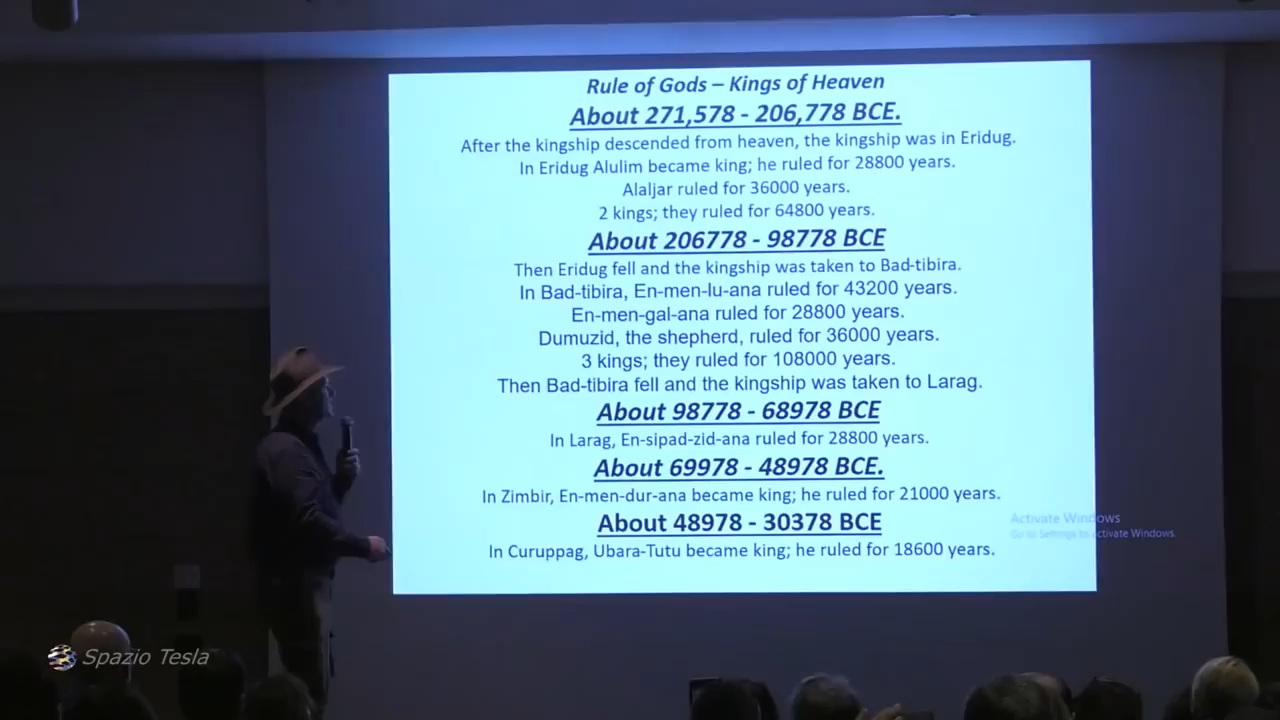 Rule of Gods – Kings of Heaven
About 271,578 - 206,778 BCE.
After the kingship descended from heaven, the kingship was in Eridug.
In Eridug Alulim became king; he ruled for 28800 years.
Alaljar ruled for 36000 years.
2 kings; they ruled for 64800 years.
About 206778 - 98778 BCE
Then Eridug fell and the kingship was taken to Bad-tibira.
In Bad-tibira, En-men-lu-ana ruled for 43200 years.
En-men-gal-ana ruled for 28800 years.
Dumuzid, the shepherd, ruled for 36000 years.
3 kings; they ruled for 108000 years.
Then Bad-tibira fell and the kingship was taken to Larag.
About 98778 - 68978 BCE
In Larag, En-sipad-zid-ana ruled for 28800 years.
About 69978 - 48978 BCE.
In Zimbir, En-men-dur-ana became king; he ruled for 21000 years.
About 48978 - 30378 BCE
In Curuppag, Ubara-Tutu became king; he ruled for 18600 years.
Activate Windows
Go to Settings to activate Windows.
Spazio Tesla